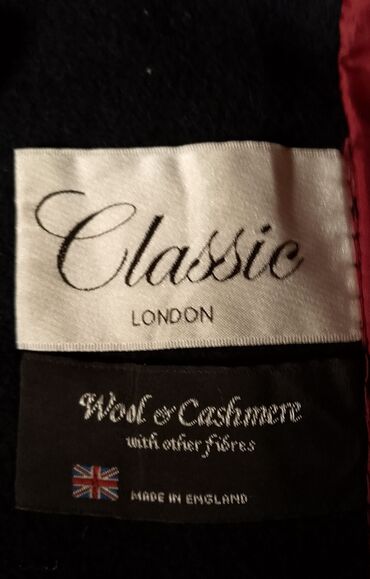 Classic
LONDON
Wool & Cashmere
with other fibres
MADE IN ENGLAND